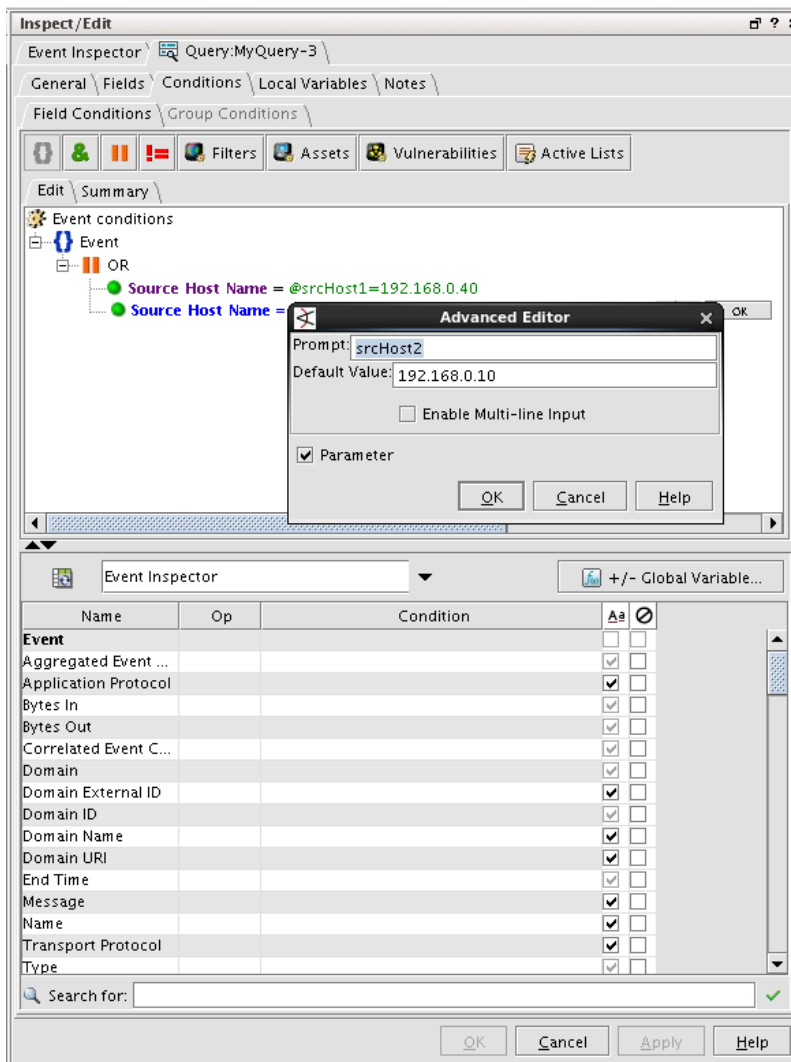 Inspect/Edit ?
Event Inspector Query:MyQuery-3
General Fields Conditions Local Variables Notes
Field Conditions Group Conditions
{} & != Filters Assets Vulnerabilities Active Lists
Edit Summary
Event conditions
{} Event
OR
Source Host Name = @srcHost1=192.168.0.40
Source Host Name = OK
Advanced Editor
Prompt: srcHost2
Default Value: 192.168.0.10
Enable Multi-line Input
Parameter
OK Cancel Help
Event Inspector +/- Global Variable...
Name Op Condition Aa
Event
Aggregated Event ...
Application Protocol
Bytes In
Bytes Out
Correlated Event C...
Domain
Domain External ID
Domain ID
Domain Name
Domain URI
End Time
Message
Name
Transport Protocol
Type
Search for:
OK Cancel Apply Help